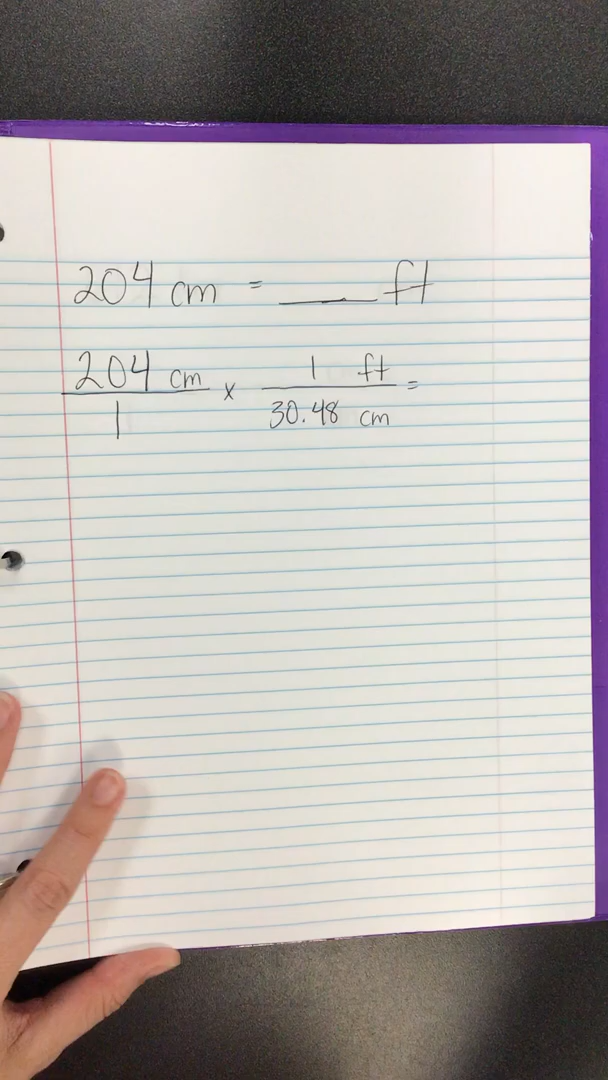 204 cm = ___ ft
204 cm / 1 x 1 ft / 30.48 cm =